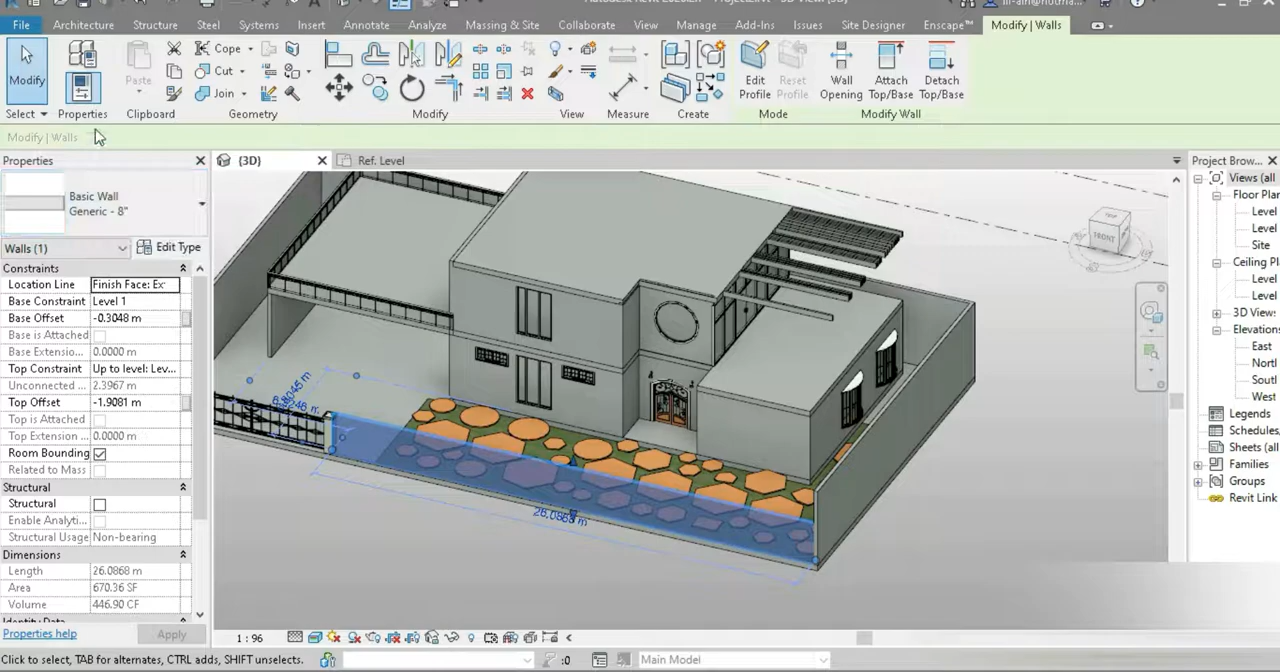 File Architecture Structure Steel Systems Insert Annotate Analyze Massing & Site Collaborate View Manage Add-Ins Issues Site Designer Enscape™ Modify | Walls
Modify
Paste
Cope
Cut
Join
Edit Profile
Reset Profile
Wall Opening
Attach Top/Base
Detach Top/Base
Select Properties Clipboard Geometry Modify View Measure Create Mode Modify Wall
Modify | Walls
Properties
{3D}
Ref. Level
Project Brow...
Basic Wall
Generic - 8"
Walls (1)
Edit Type
Constraints
Location Line Finish Face: Ex
Base Constraint Level 1
Base Offset -0.3048 m
Base is Attached
Base Extensio... 0.0000 m
Top Constraint Up to level: Lev...
Unconnected ... 2.3967 m
Top Offset -1.9081 m
Top is Attached
Top Extension ... 0.0000 m
Room Bounding
Related to Mass
Structural
Structural
Enable Analyti...
Structural Usage Non-bearing
Dimensions
Length 26.0868 m
Area 670.36 SF
Volume 446.90 CF
Identity Data
Properties help
Apply
TOP
FRONT
26.0868 m
Views (all
Floor Plan
Level
Level
Site
Ceiling Pl
Level
Level
3D View
Elevations
East
North
South
West
Legends
Schedules
Sheets (all
Families
Groups
Revit Link
1 : 96
Click to select, TAB for alternates, CTRL adds, SHIFT unselects.
:0
Main Model